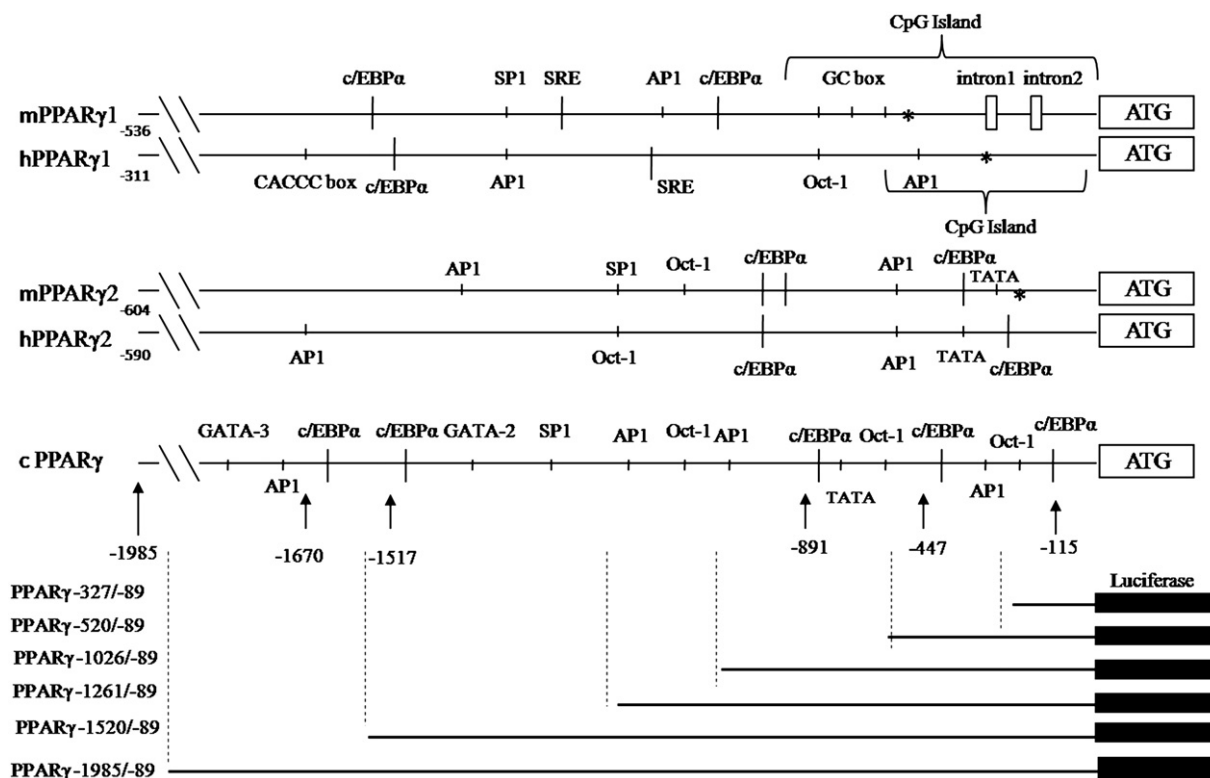 CpG Island
c/EBPα SP1 SRE AP1 c/EBPα GC box intron1 intron2
mPPARγ1 * ATG
-536
hPPARγ1 * ATG
-311
CACCC box c/EBPα AP1 SRE Oct-1 AP1
CpG Island
AP1 SP1 Oct-1 c/EBPα AP1 c/EBPα TATA
mPPARγ2 * ATG
-604
hPPARγ2 ATG
-590
AP1 Oct-1 c/EBPα AP1 TATA c/EBPα
GATA-3 c/EBPα c/EBPα GATA-2 SP1 AP1 Oct-1 AP1 c/EBPα Oct-1 c/EBPα Oct-1 c/EBPα
c PPARγ ATG
AP1 TATA AP1
-1985 -1670 -1517 -891 -447 -115
Luciferase
PPARγ-327/-89
PPARγ-520/-89
PPARγ-1026/-89
PPARγ-1261/-89
PPARγ-1520/-89
PPARγ-1985/-89